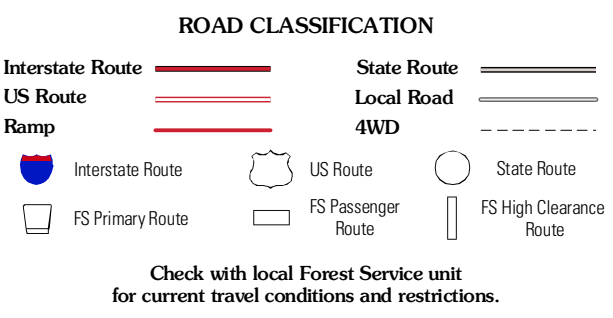 ROAD CLASSIFICATION
Interstate Route
State Route
US Route
Local Road
Ramp
4WD
Interstate Route
US Route
State Route
FS Primary Route
FS Passenger
Route
FS High Clearance
Route
Check with local Forest Service unit
for current travel conditions and restrictions.